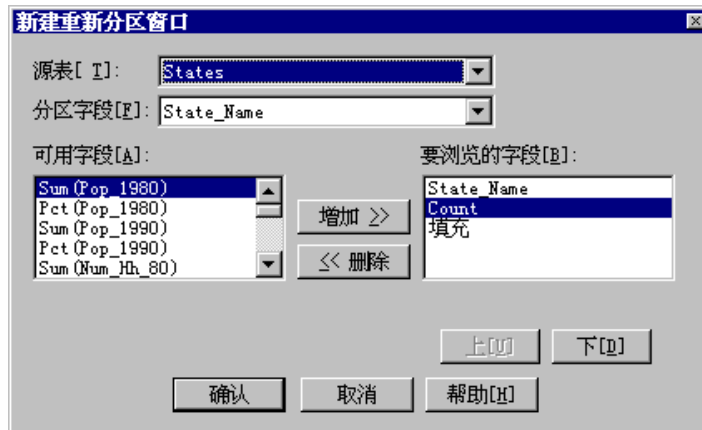 新建重新分区窗口
源表[ T]: States
分区字段[F]: State_Name
可用字段[A]:
要浏览的字段[B]:
Sum(Pop_1980)
Pct(Pop_1980)
Sum(Pop_1990)
Pct(Pop_1990)
Sum(Num_Hh_80)
增加 >>
<< 删除
State_Name
Count
填充
上[U]
下[D]
确认
取消
帮助[H]